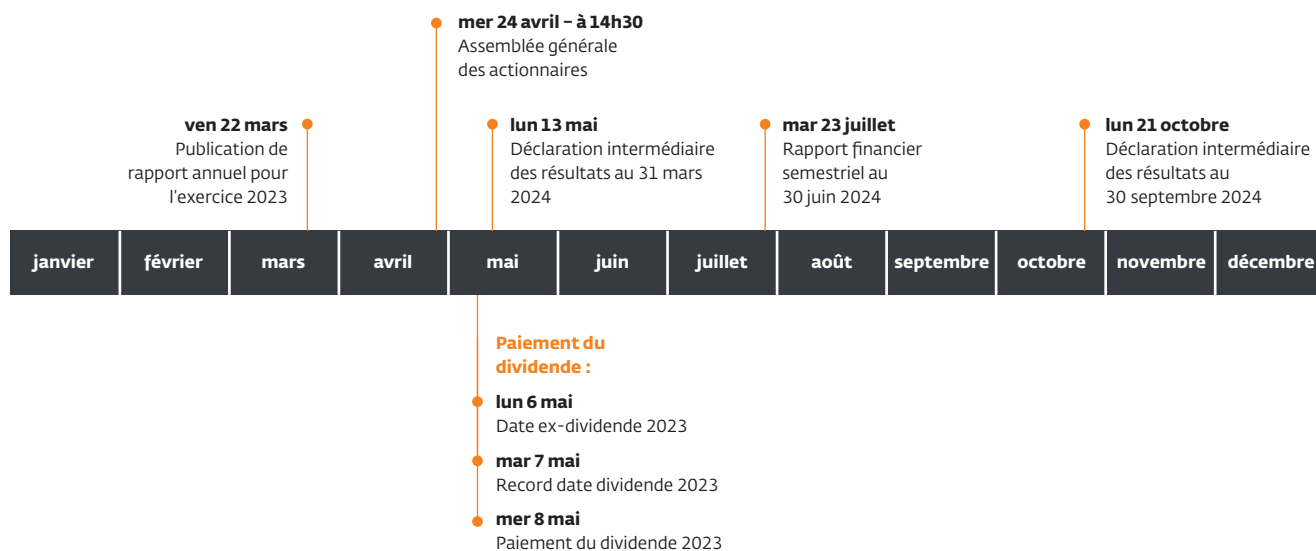 mer 24 avril – à 14h30
Assemblée générale
des actionnaires
ven 22 mars
Publication de
rapport annuel pour
l'exercice 2023
lun 13 mai
Déclaration intermédiaire
des résultats au 31 mars
2024
mar 23 juillet
Rapport financier
semestriel au
30 juin 2024
lun 21 octobre
Déclaration intermédiaire
des résultats au
30 septembre 2024
janvier
février
mars
avril
mai
juin
juillet
août
septembre
octobre
novembre
décembre
Paiement du
dividende :
lun 6 mai
Date ex-dividende 2023
mar 7 mai
Record date dividende 2023
mer 8 mai
Paiement du dividende 2023